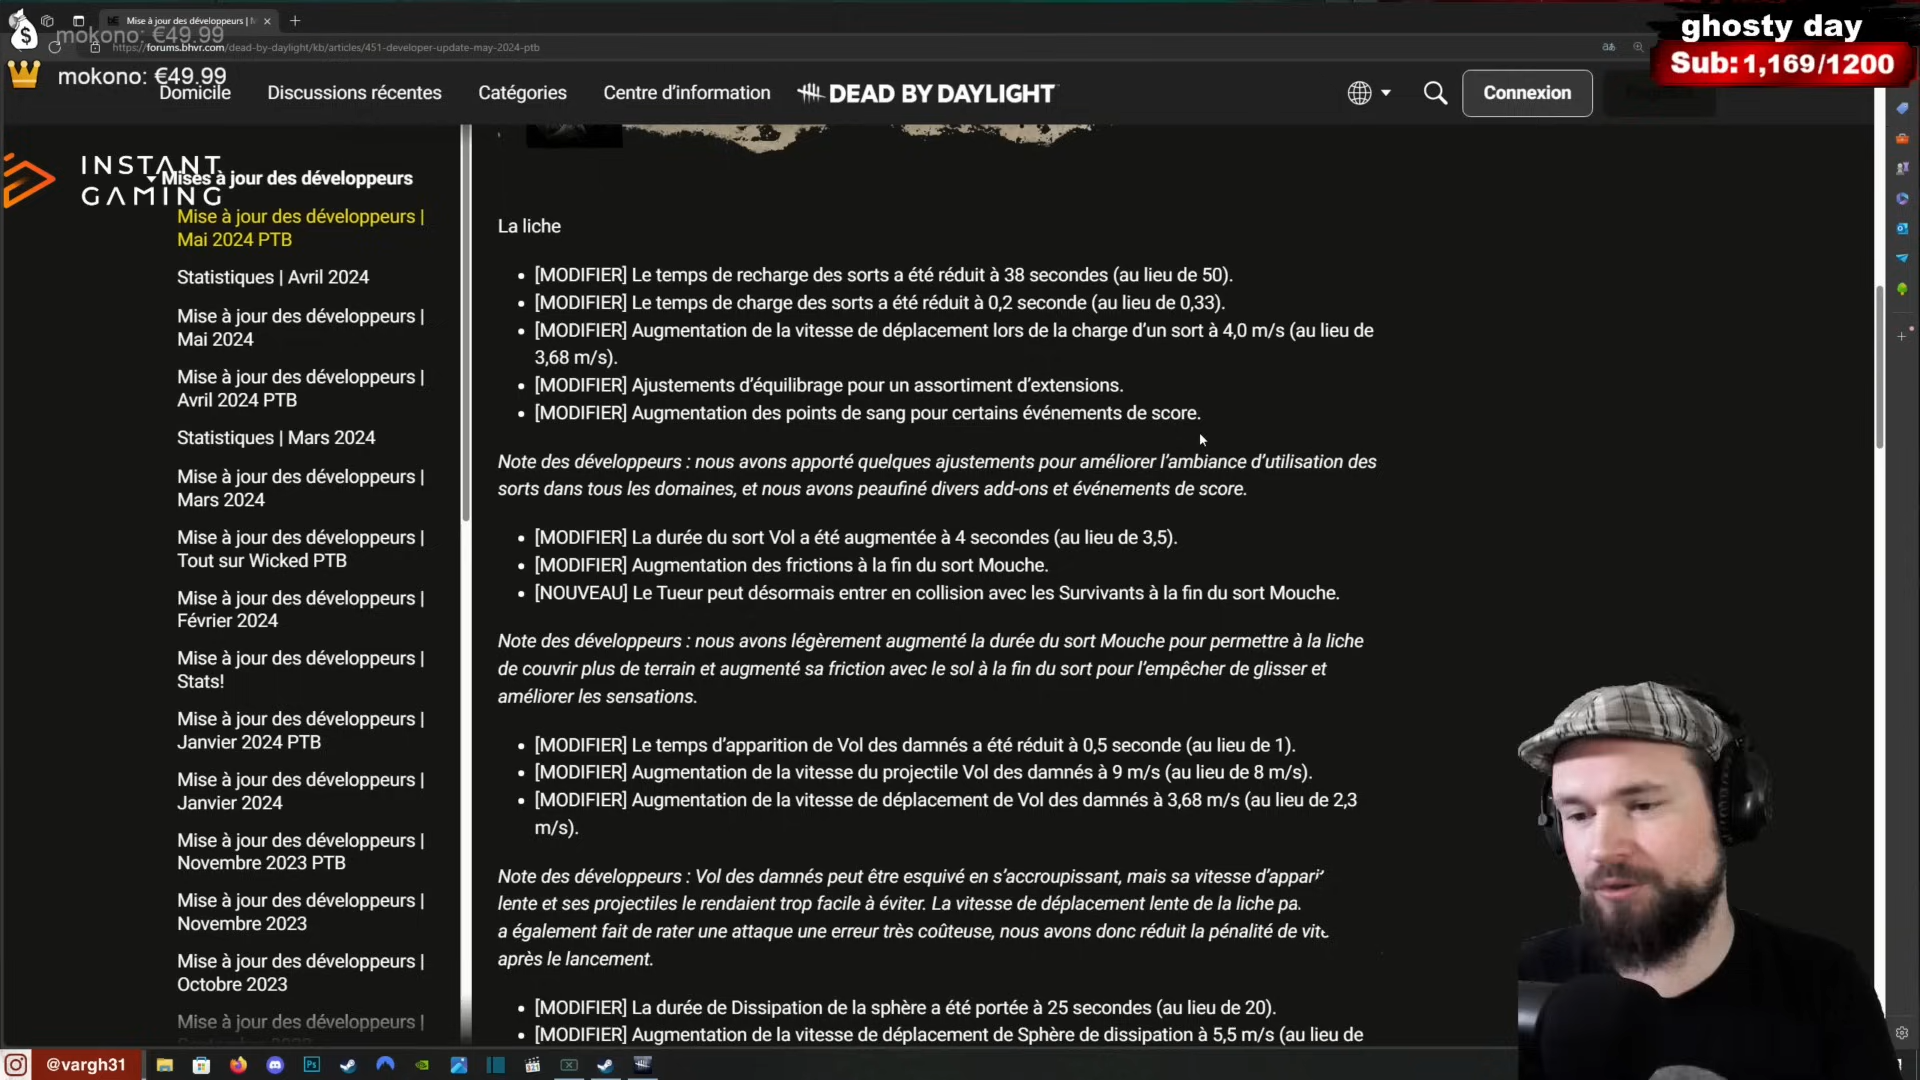 Mise à jour des développeurs | M
mokono: €49.99
https://forums.bhvr.com/dead-by-daylight/kb/articles/451-developer-update-may-2024-ptb
ghosty day
Sub: 1,169/1200
mokono: €49.99
Domicile
Discussions récentes
Catégories
Centre d’information
DEAD BY DAYLIGHT
Connexion
INSTANT
GAMING
Mises à jour des développeurs
Mise à jour des développeurs |
Mai 2024 PTB
Statistiques | Avril 2024
Mise à jour des développeurs |
Mai 2024
Mise à jour des développeurs |
Avril 2024 PTB
Statistiques | Mars 2024
Mise à jour des développeurs |
Mars 2024
Mise à jour des développeurs |
Tout sur Wicked PTB
Mise à jour des développeurs |
Février 2024
Mise à jour des développeurs |
Stats!
Mise à jour des développeurs |
Janvier 2024 PTB
Mise à jour des développeurs |
Janvier 2024
Mise à jour des développeurs |
Novembre 2023 PTB
Mise à jour des développeurs |
Novembre 2023
Mise à jour des développeurs |
Octobre 2023
Mise à jour des développeurs |
La liche
• [MODIFIER] Le temps de recharge des sorts a été réduit à 38 secondes (au lieu de 50).
• [MODIFIER] Le temps de charge des sorts a été réduit à 0,2 seconde (au lieu de 0,33).
• [MODIFIER] Augmentation de la vitesse de déplacement lors de la charge d’un sort à 4,0 m/s (au lieu de
3,68 m/s).
• [MODIFIER] Ajustements d’équilibrage pour un assortiment d’extensions.
• [MODIFIER] Augmentation des points de sang pour certains événements de score.
Note des développeurs : nous avons apporté quelques ajustements pour améliorer l’ambiance d’utilisation des
sorts dans tous les domaines, et nous avons peaufiné divers add-ons et événements de score.
• [MODIFIER] La durée du sort Vol a été augmentée à 4 secondes (au lieu de 3,5).
• [MODIFIER] Augmentation des frictions à la fin du sort Mouche.
• [NOUVEAU] Le Tueur peut désormais entrer en collision avec les Survivants à la fin du sort Mouche.
Note des développeurs : nous avons légèrement augmenté la durée du sort Mouche pour permettre à la liche
de couvrir plus de terrain et augmenté sa friction avec le sol à la fin du sort pour l’empêcher de glisser et
améliorer les sensations.
• [MODIFIER] Le temps d’apparition de Vol des damnés a été réduit à 0,5 seconde (au lieu de 1).
• [MODIFIER] Augmentation de la vitesse du projectile Vol des damnés à 9 m/s (au lieu de 8 m/s).
• [MODIFIER] Augmentation de la vitesse de déplacement de Vol des damnés à 3,68 m/s (au lieu de 2,3
m/s).
Note des développeurs : Vol des damnés peut être esquivé en s’accroupissant, mais sa vitesse d’appari
lente et ses projectiles le rendaient trop facile à éviter. La vitesse de déplacement lente de la liche pa
a également fait de rater une attaque une erreur très coûteuse, nous avons donc réduit la pénalité de vit
après le lancement.
• [MODIFIER] La durée de Dissipation de la sphère a été portée à 25 secondes (au lieu de 20).
• [MODIFIER] Augmentation de la vitesse de déplacement de Sphère de dissipation à 5,5 m/s (au lieu de
@vargh31